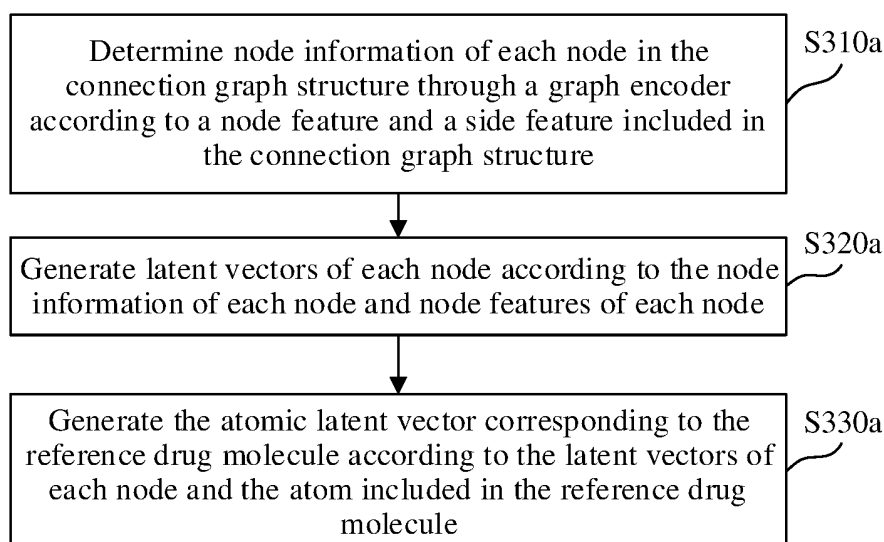 Determine node information of each node in the
connection graph structure through a graph encoder
according to a node feature and a side feature included in
the connection graph structure
S310a
Generate latent vectors of each node according to the node
information of each node and node features of each node
S320a
Generate the atomic latent vector corresponding to the
reference drug molecule according to the latent vectors of
each node and the atom included in the reference drug
molecule
S330a